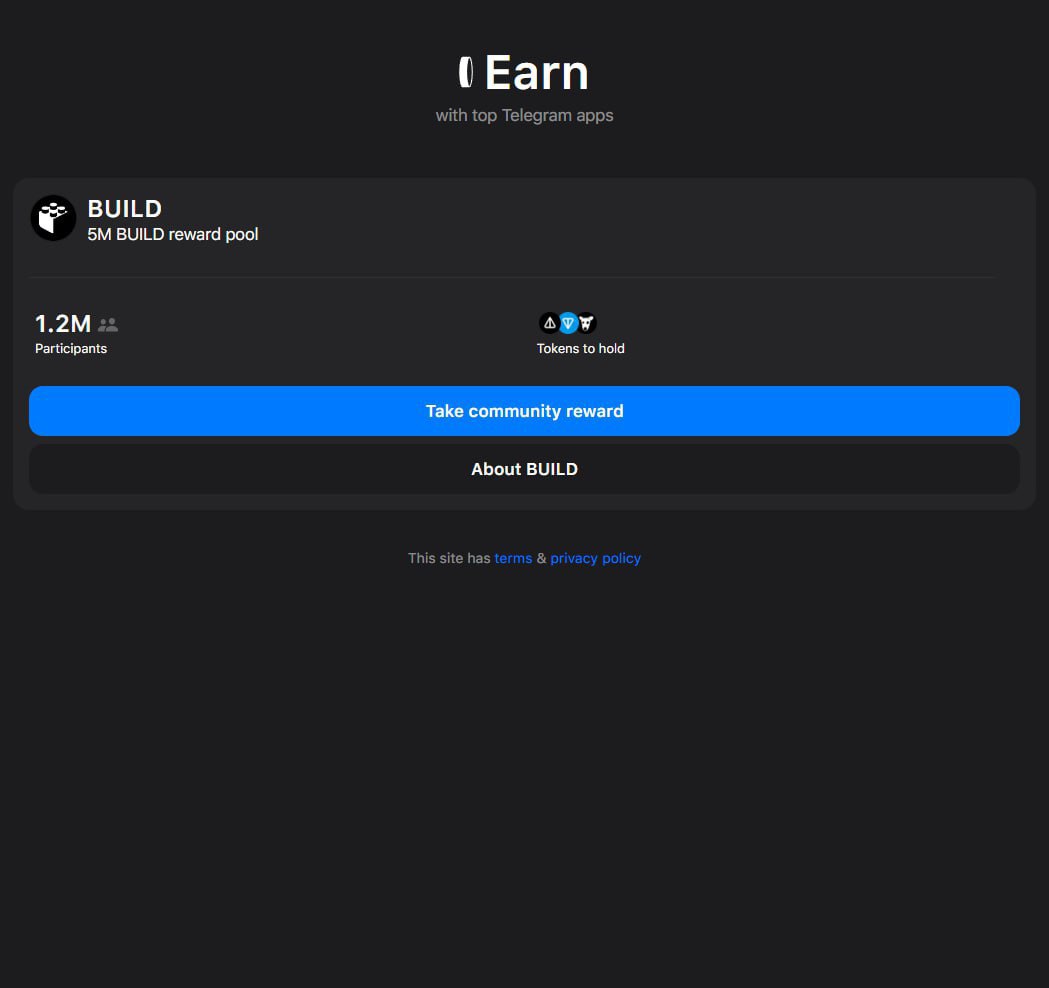 Earn
with top Telegram apps
BUILD
5M BUILD reward pool
1.2M
Participants
Tokens to hold
Take community reward
About BUILD
This site has terms & privacy policy